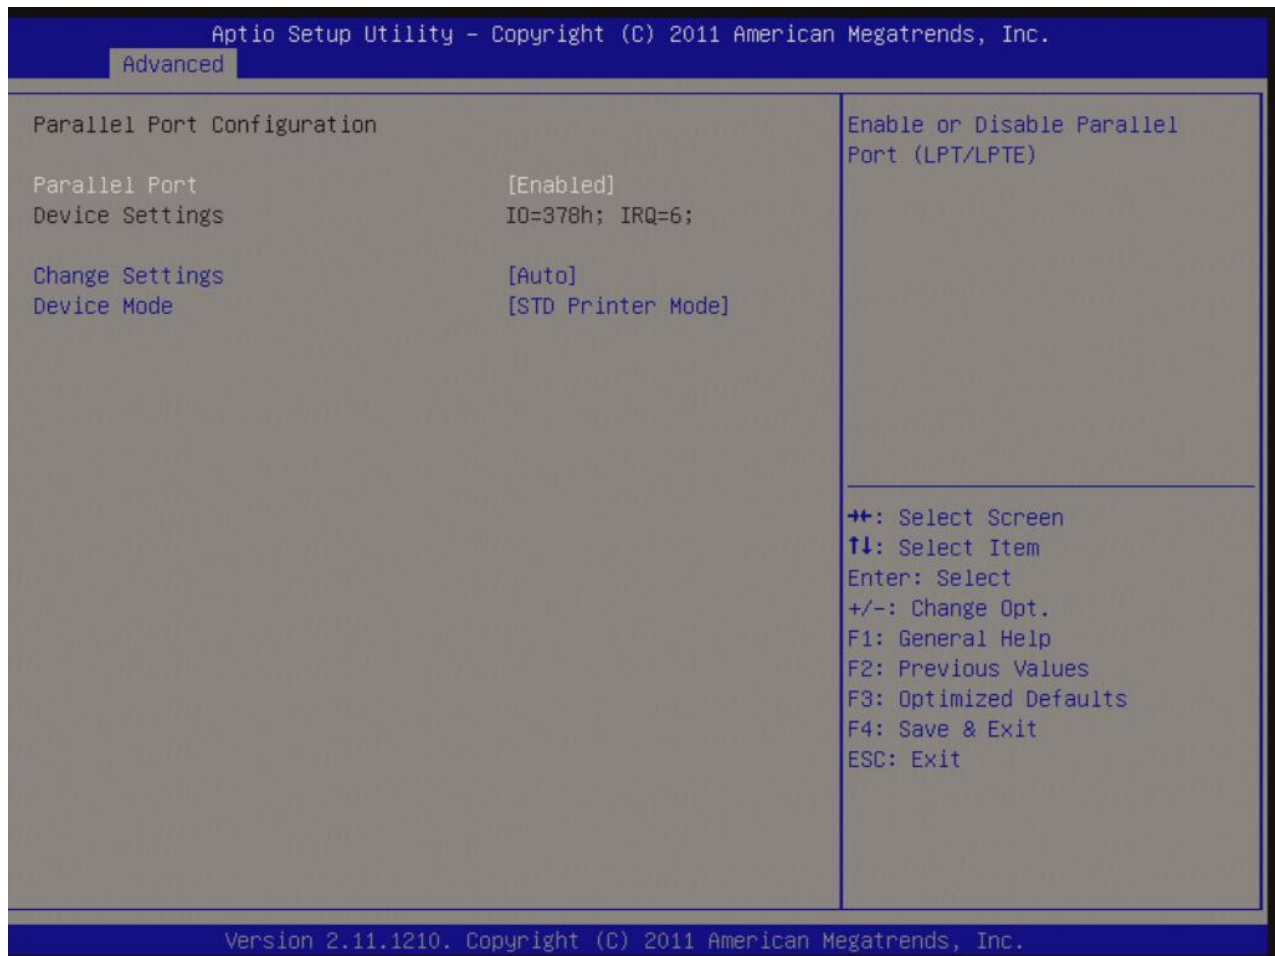 Aptio Setup Utility – Copyright (C) 2011 American Megatrends, Inc.
Advanced
Parallel Port Configuration
Parallel Port [Enabled]
Device Settings IO=378h; IRQ=6;
Change Settings [Auto]
Device Mode [STD Printer Mode]
Enable or Disable Parallel
Port (LPT/LPTE)
→←: Select Screen
↑↓: Select Item
Enter: Select
+/-: Change Opt.
F1: General Help
F2: Previous Values
F3: Optimized Defaults
F4: Save & Exit
ESC: Exit
Version 2.11.1210. Copyright (C) 2011 American Megatrends, Inc.